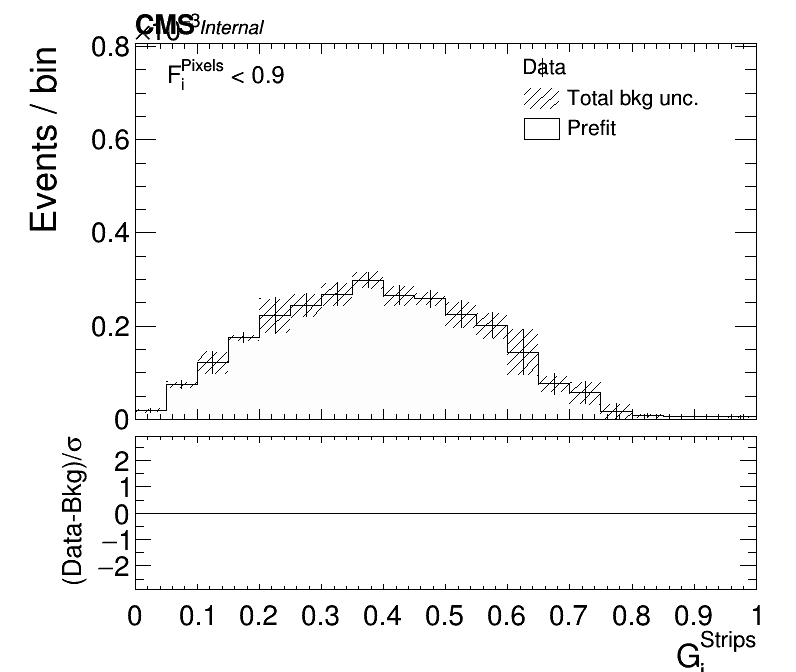 CMS Internal
×10⁻³
0.8
F_i^Pixels < 0.9
Data
Total bkg unc.
Prefit
Events / bin
0.6
0.4
0.2
0
(Data-Bkg)/σ
2
1
0
−1
−2
0 0.1 0.2 0.3 0.4 0.5 0.6 0.7 0.8 0.9 1
G_i^Strips